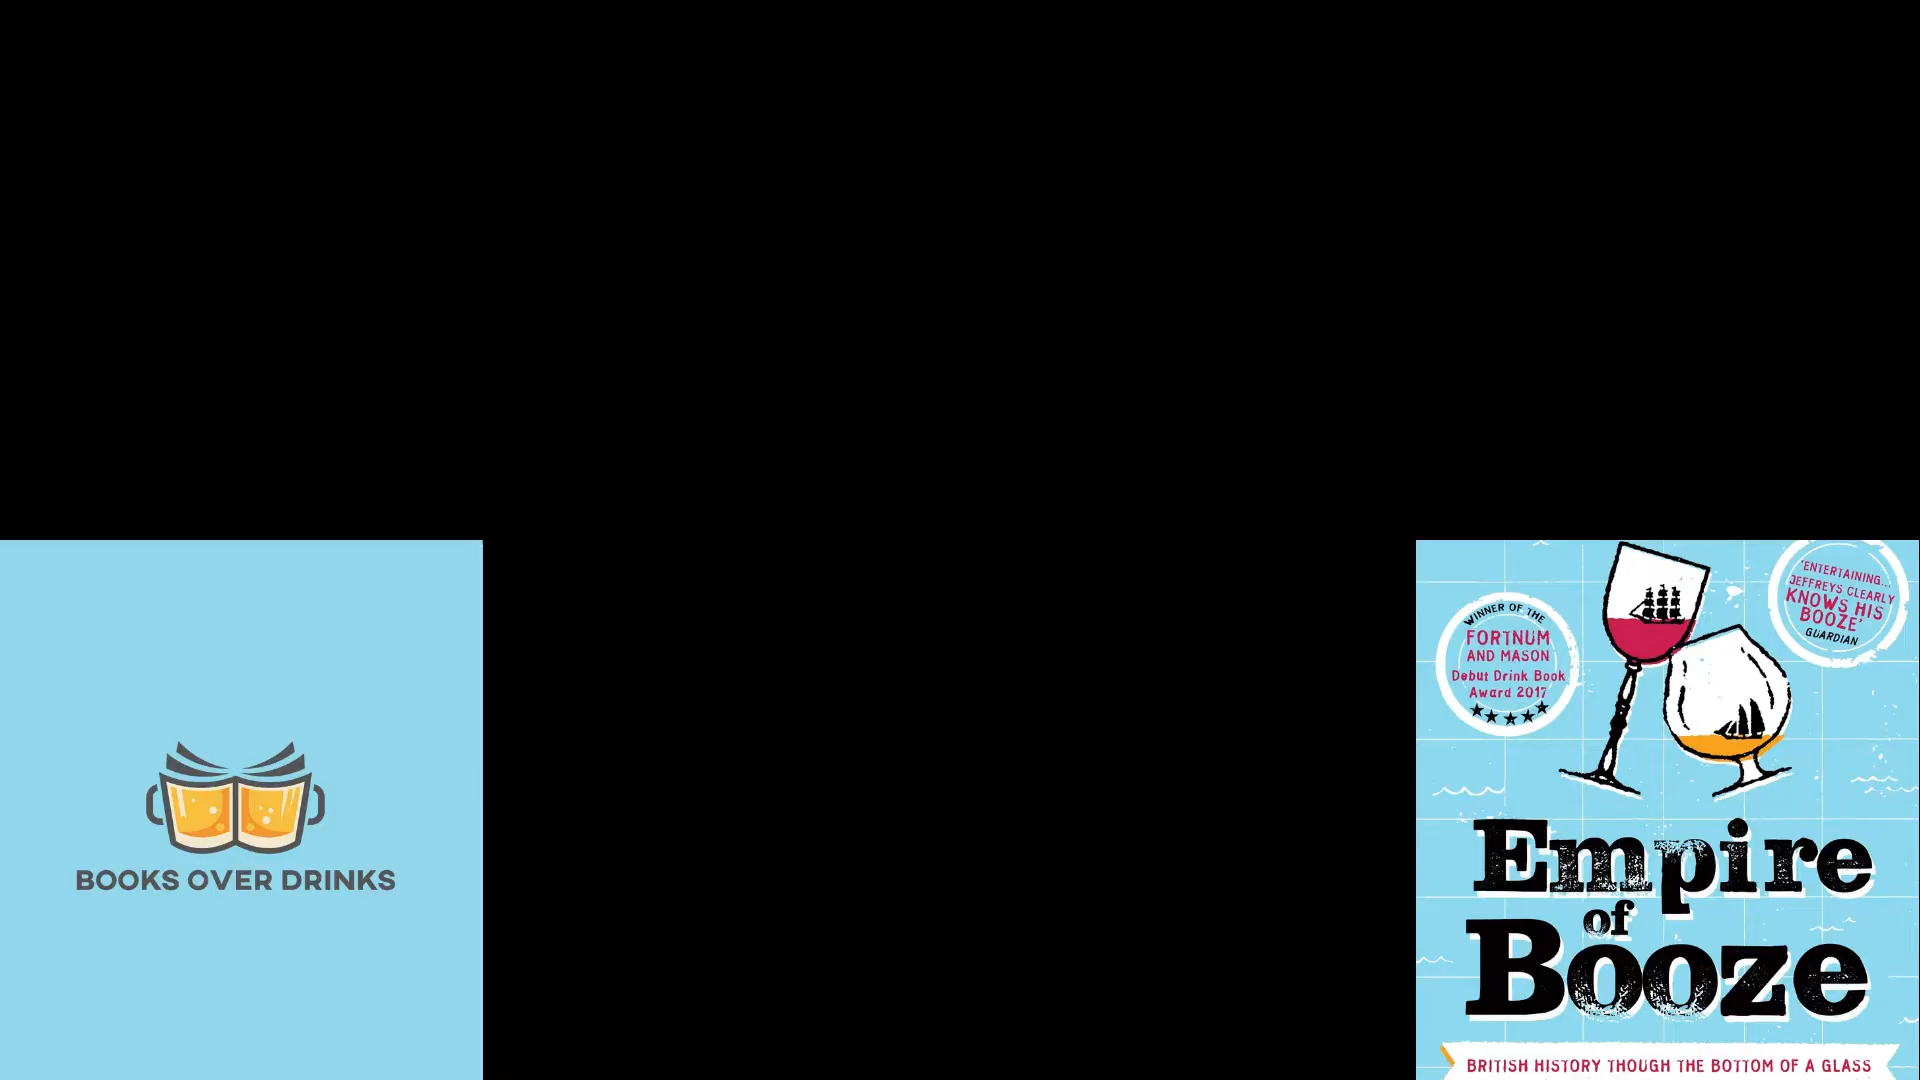 BOOKS OVER DRINKS
WINNER OF THE
FORTNUM
AND MASON
Debut Drink Book
Award 2017
'ENTERTAINING...
JEFFREYS CLEARLY
KNOWS HIS
BOOZE'
GUARDIAN
Empire
of
Booze
BRITISH HISTORY THOUGH THE BOTTOM OF A GLASS